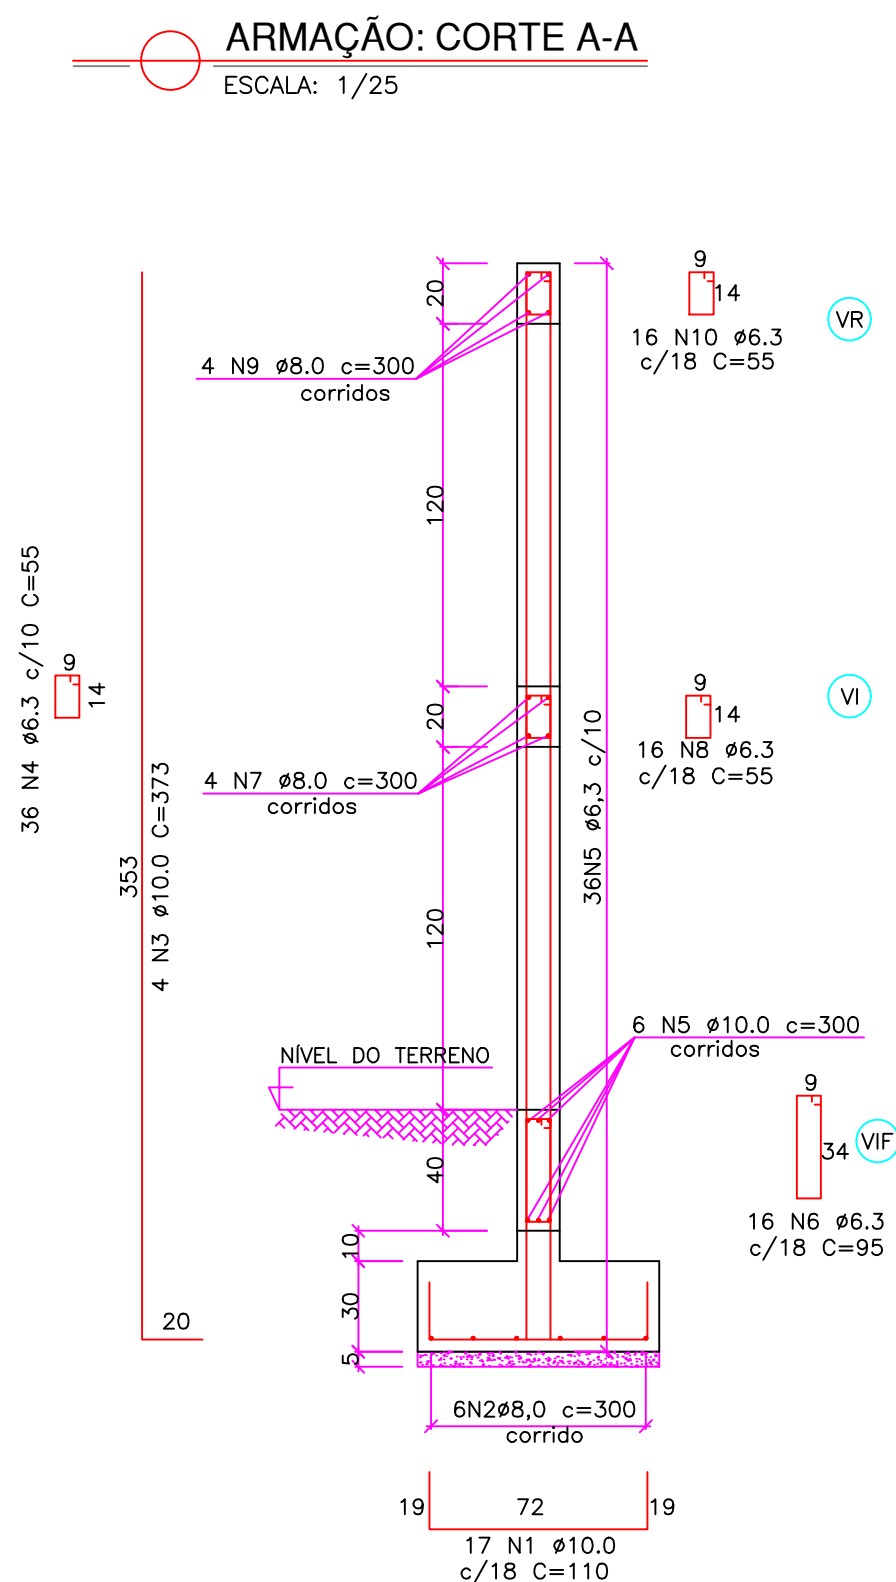 ARMAÇÃO: CORTE A-A
ESCALA: 1/25
20
9
14
16 N10 ø6.3
c/18 C=55
VR
4 N9 ø8.0 c=300
corridos
120
36 N4 ø6.3 c/10 C=55
9
14
20
9
14
16 N8 ø6.3
c/18 C=55
VI
4 N7 ø8.0 c=300
corridos
36N5 ø6,3 c/10
353
4 N3 ø10.0 C=373
120
6 N5 ø10.0 c=300
corridos
NÍVEL DO TERRENO
9
34
VIF
16 N6 ø6.3
c/18 C=95
40
10
30
5
20
6N2ø8,0 c=300
corrido
19
72
19
17 N1 ø10.0
c/18 C=110